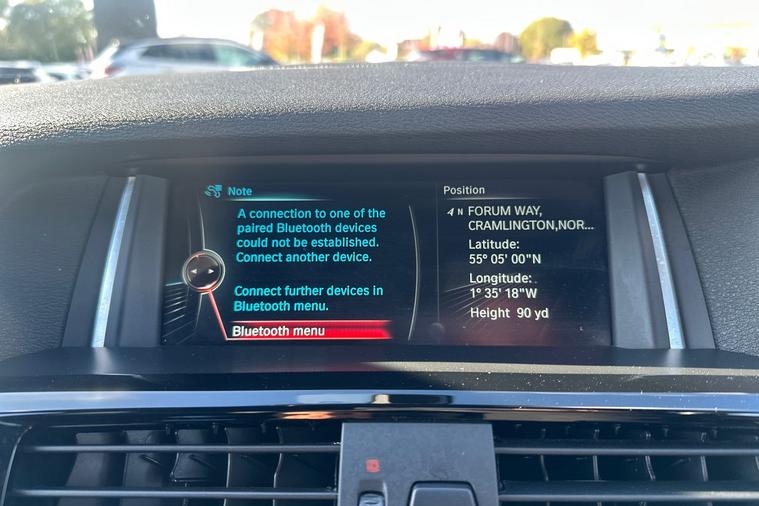 Note
A connection to one of the
paired Bluetooth devices
could not be established.
Connect another device.
Connect further devices in
Bluetooth menu.
Bluetooth menu
Position
N FORUM WAY,
CRAMLINGTON,NOR...
Latitude:
55° 05' 00"N
Longitude:
1° 35' 18"W
Height 90 yd